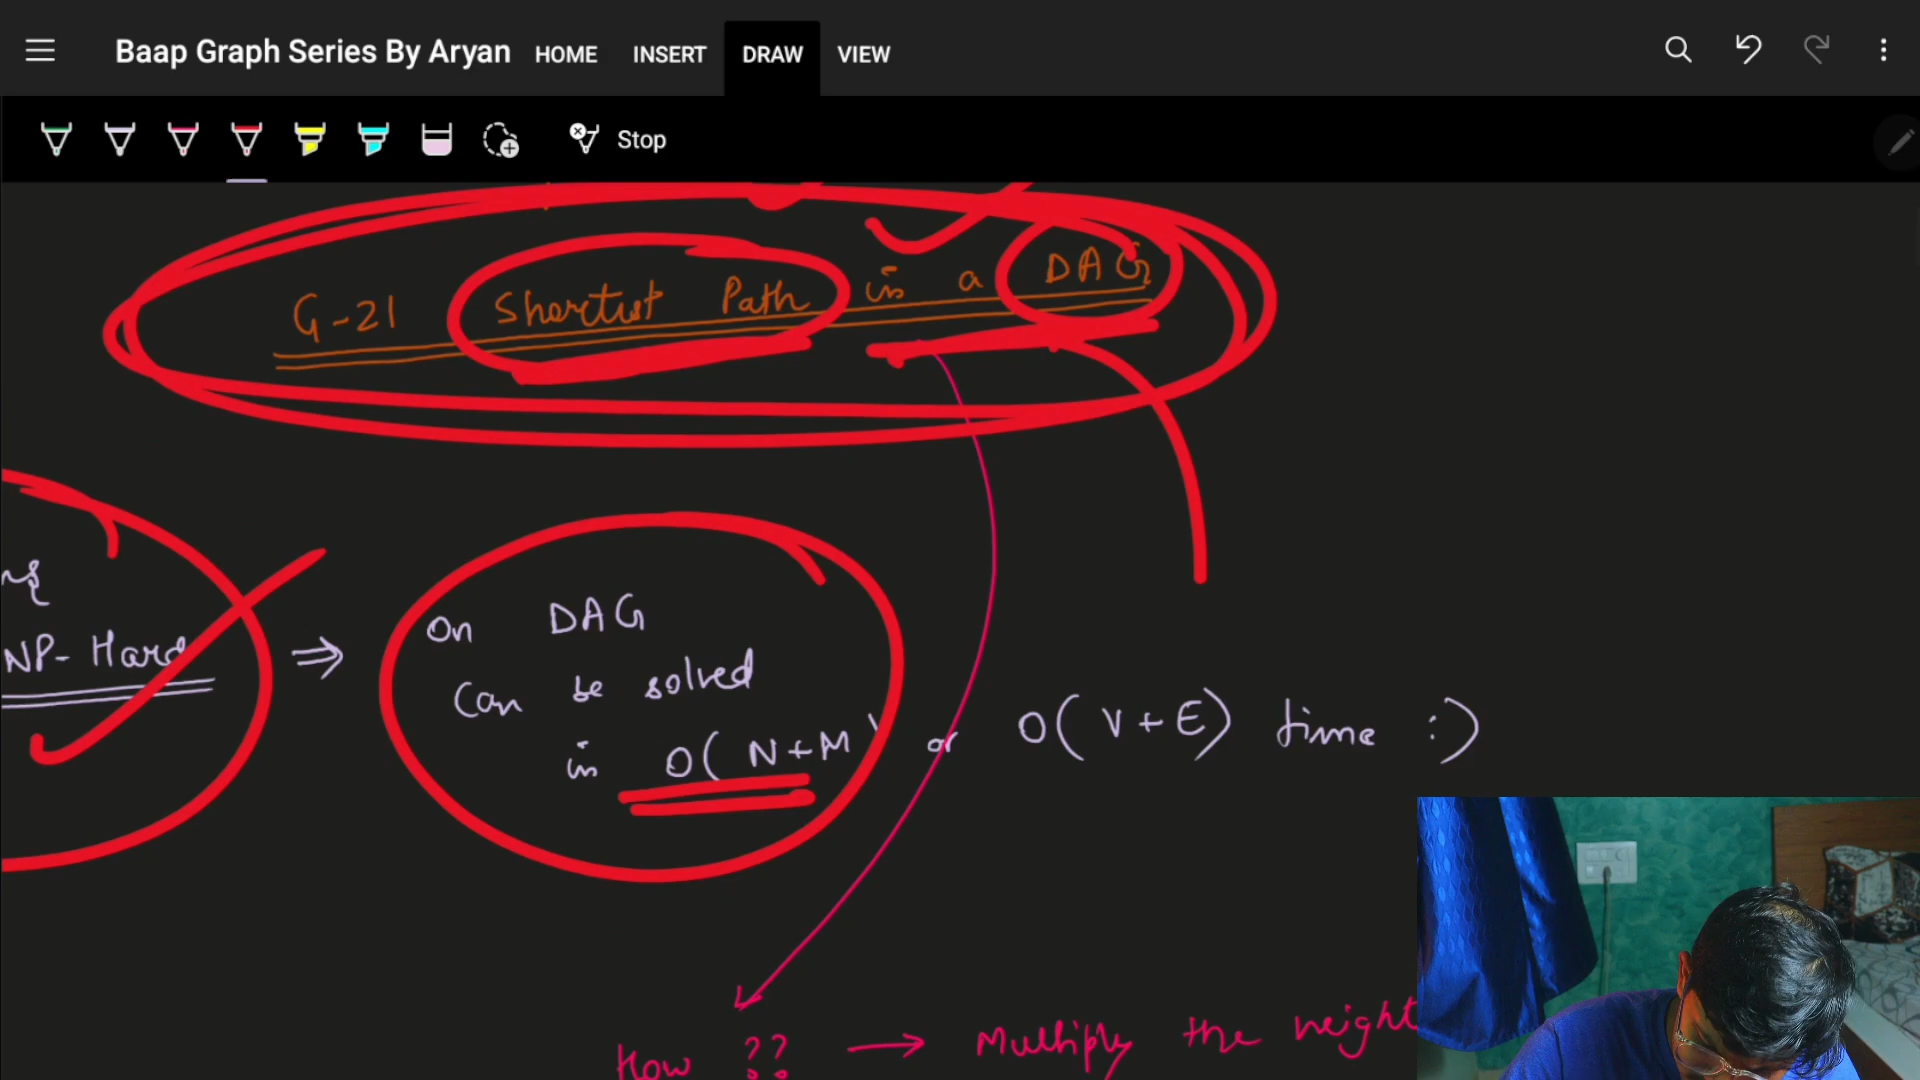 Baap Graph Series By Aryan HOME INSERT DRAW VIEW
Stop
G-21 Shortest Path in a DAG
NP-Hard ⇒
On DAG
Can be solved
in O(N+M) or O(V+E) time :)
How ?? → Multiply the weight